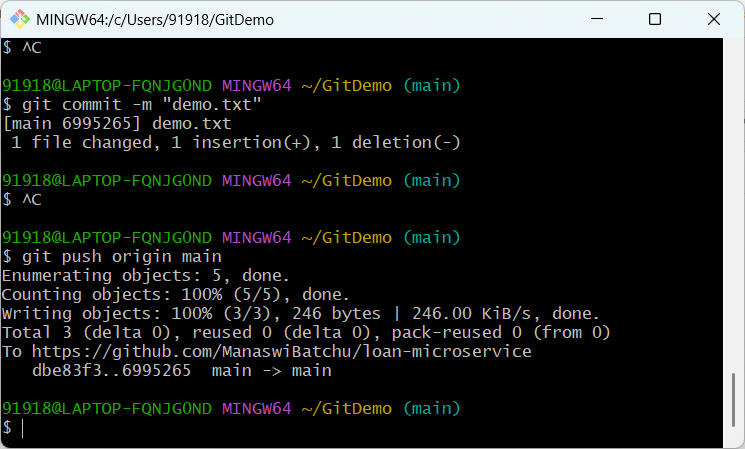 MINGW64:/c/Users/91918/GitDemo
$ ^C
91918@LAPTOP-FQNJG0ND MINGW64 ~/GitDemo (main)
$ git commit -m "demo.txt"
[main 6995265] demo.txt
 1 file changed, 1 insertion(+), 1 deletion(-)
91918@LAPTOP-FQNJG0ND MINGW64 ~/GitDemo (main)
$ ^C
91918@LAPTOP-FQNJG0ND MINGW64 ~/GitDemo (main)
$ git push origin main
Enumerating objects: 5, done.
Counting objects: 100% (5/5), done.
Writing objects: 100% (3/3), 246 bytes | 246.00 KiB/s, done.
Total 3 (delta 0), reused 0 (delta 0), pack-reused 0 (from 0)
To https://github.com/ManaswiBatchu/loan-microservice
   dbe83f3..6995265  main -> main
91918@LAPTOP-FQNJG0ND MINGW64 ~/GitDemo (main)
$